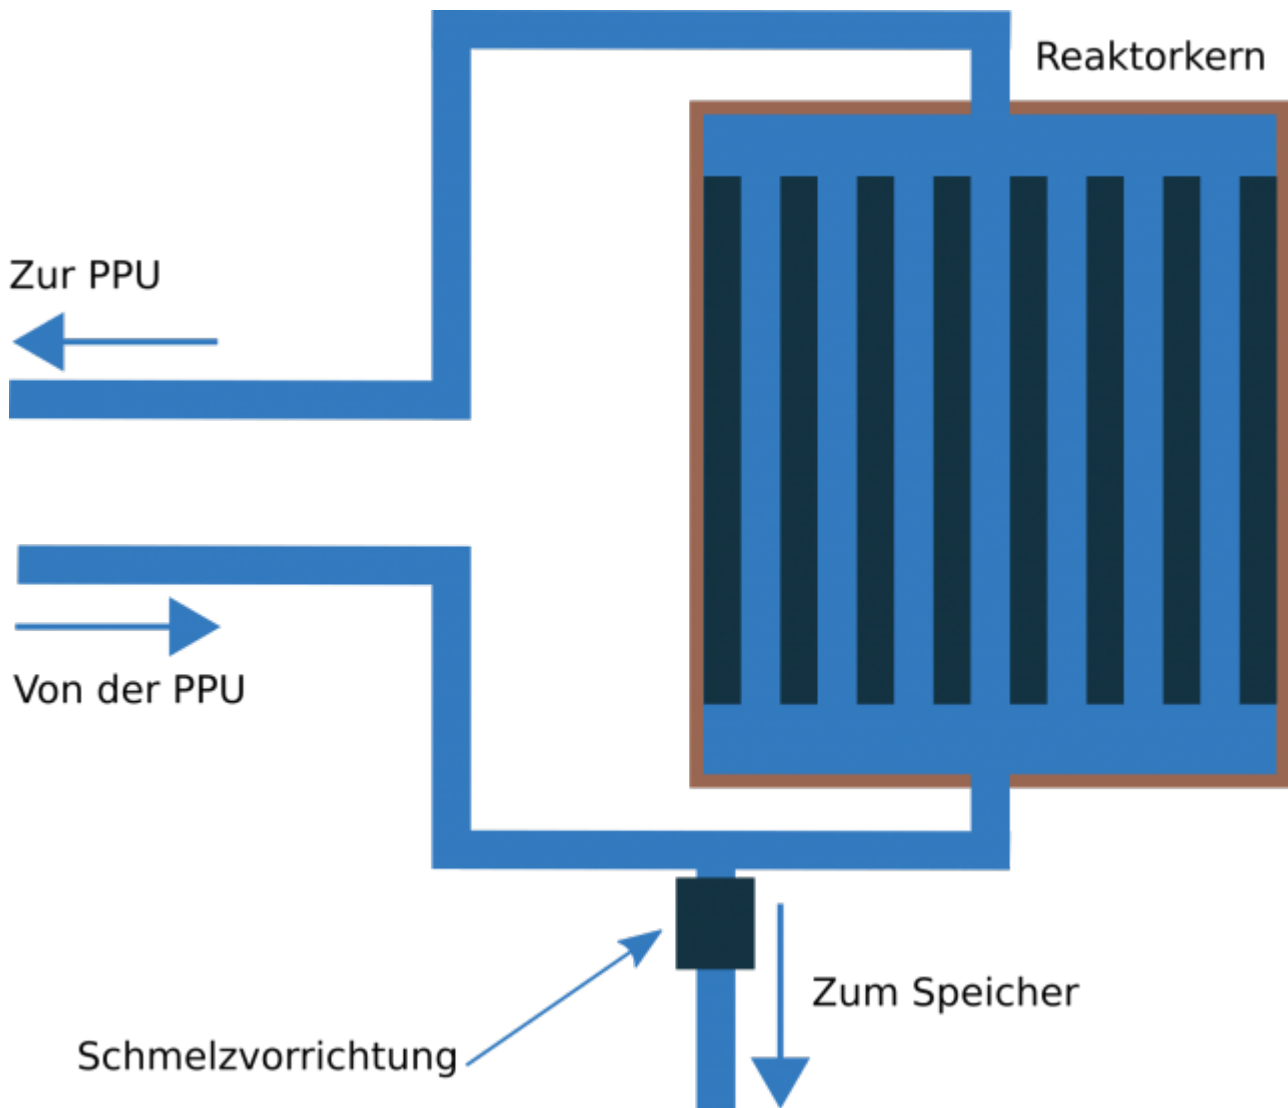 Reaktorkern
Zur PPU
Von der PPU
Zum Speicher
Schmelzvorrichtung